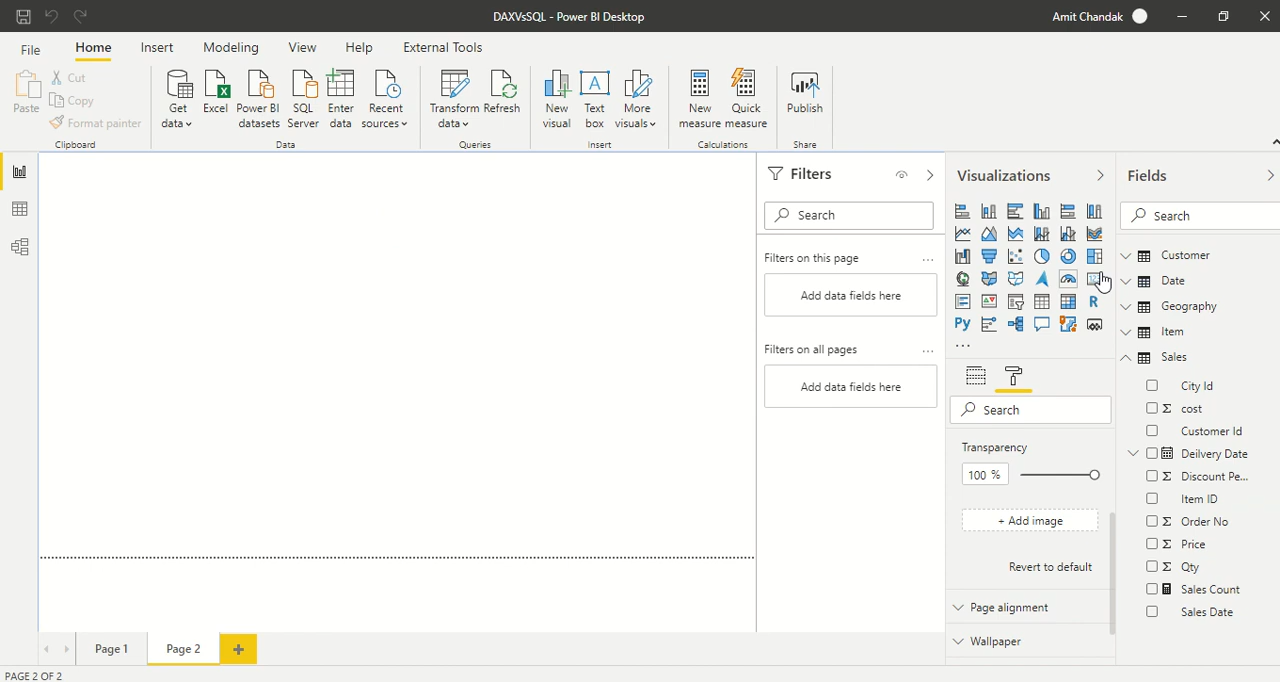 DAXVsSQL - Power BI Desktop
Amit Chandak
File Home Insert Modeling View Help External Tools
Paste
Cut
Copy
Format painter
Clipboard
Get data
Excel
Power BI datasets
SQL Server
Enter data
Recent sources
Data
Transform data
Refresh
Queries
New visual
Text box
More visuals
Insert
New measure
Quick measure
Calculations
Publish
Share
Filters
Search
Filters on this page
...
Add data fields here
Filters on all pages
...
Add data fields here
Visualizations
R
Py
...
Search
Transparency
100 %
+ Add image
Revert to default
Page alignment
Wallpaper
Fields
Search
Customer
Date
Geography
Item
Sales
City Id
Σ cost
Customer Id
Deilvery Date
Σ Discount Pe...
Item ID
Σ Order No
Σ Price
Σ Qty
Sales Count
Sales Date
Page 1
Page 2
+
PAGE 2 OF 2